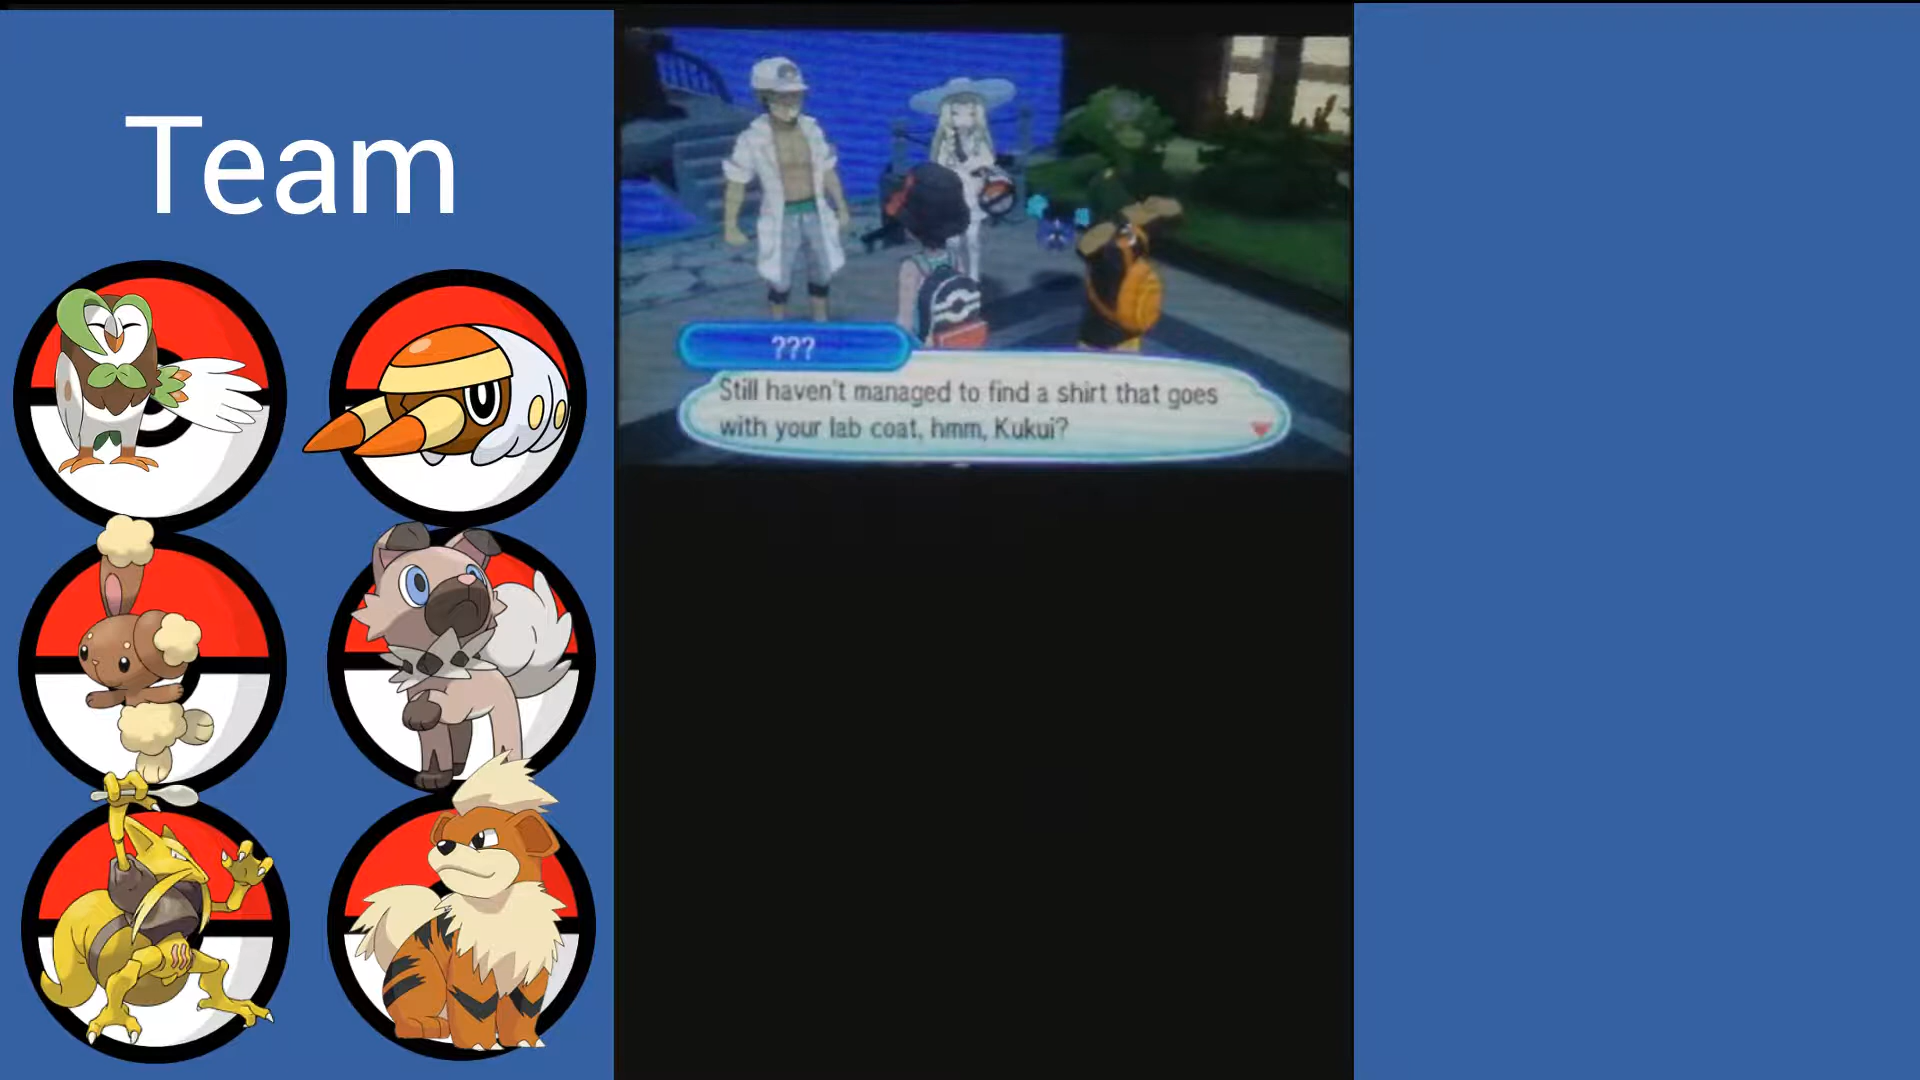 Team
???
Still haven't managed to find a shirt that goes
with your lab coat, hmm, Kukui?